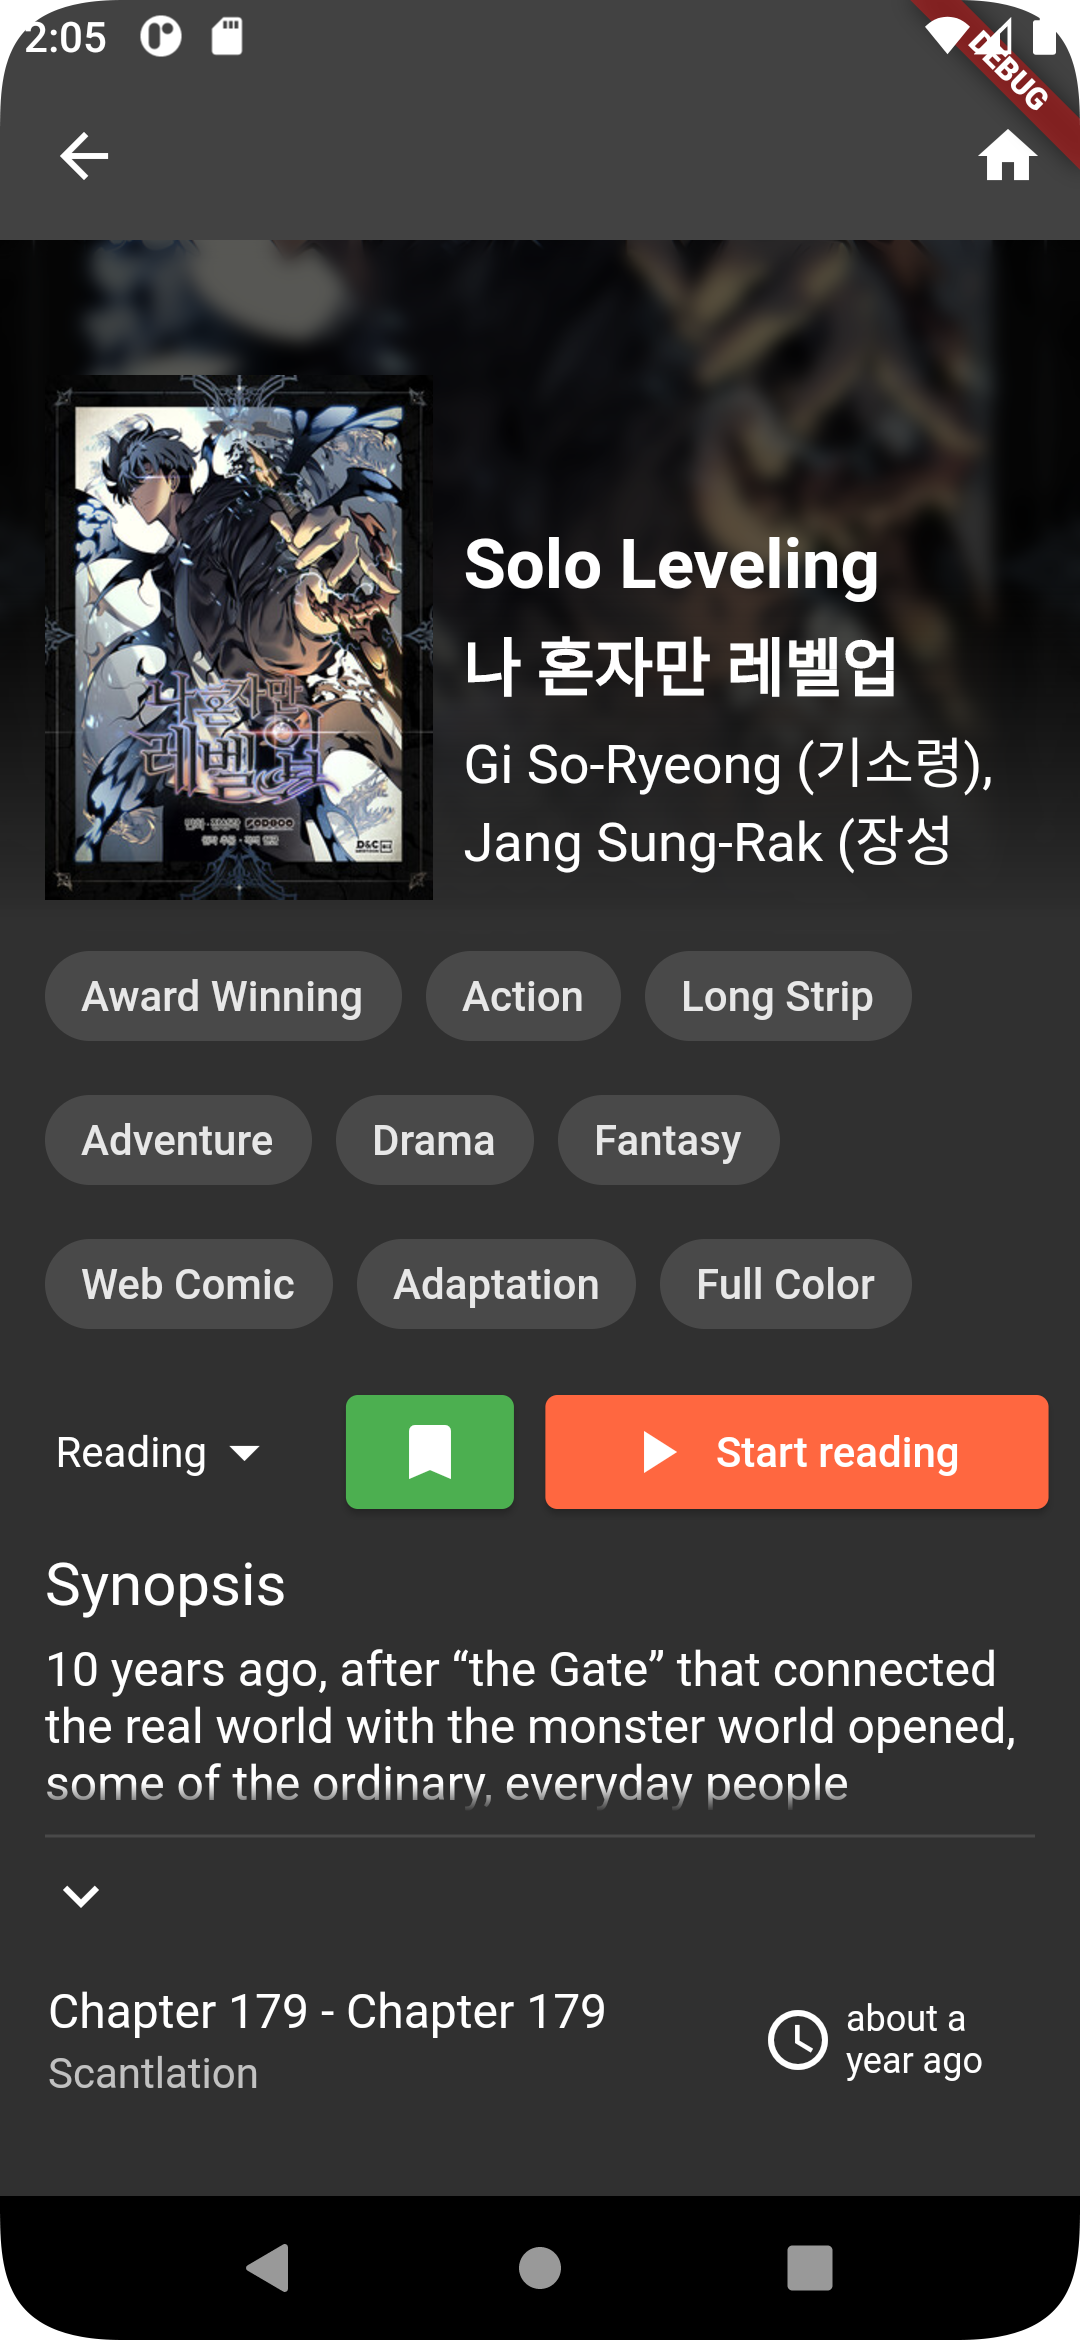 2:05
DEBUG
나 혼자만
레벨업
D&C
Solo Leveling
나 혼자만 레벨업
Gi So-Ryeong (기소령),
Jang Sung-Rak (장성
Award Winning
Action
Long Strip
Adventure
Drama
Fantasy
Web Comic
Adaptation
Full Color
Reading
Start reading
Synopsis
10 years ago, after “the Gate” that connected
the real world with the monster world opened,
some of the ordinary, everyday people
Chapter 179 - Chapter 179
Scantlation
about a
year ago